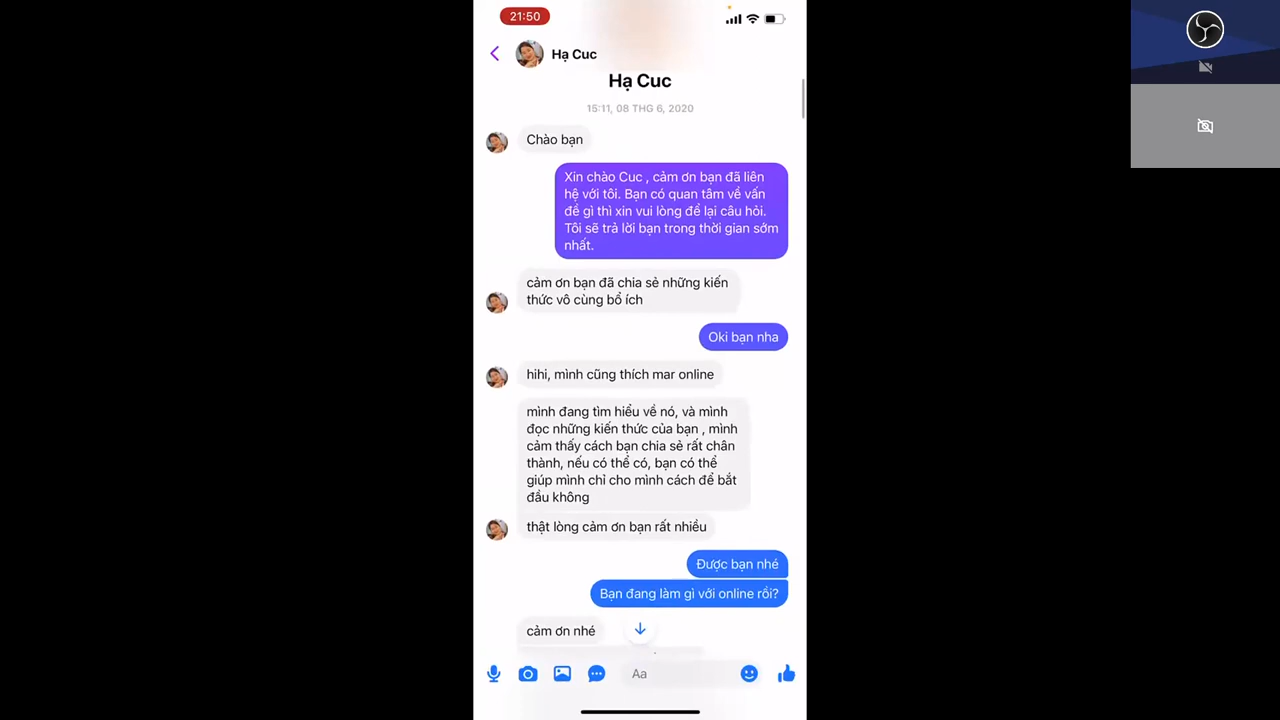 21:50
Hạ Cuc
Hạ Cuc
15:11, 08 THG 6, 2020
Chào bạn
Xin chào Cuc , cảm ơn bạn đã liên
hệ với tôi. Bạn có quan tâm về vấn
đề gì thì xin vui lòng để lại câu hỏi.
Tôi sẽ trả lời bạn trong thời gian sớm
nhất.
cảm ơn bạn đã chia sẻ những kiến
thức vô cùng bổ ích
Oki bạn nha
hihi, mình cũng thích mar online
mình đang tìm hiểu về nó, và mình
đọc những kiến thức của bạn , mình
cảm thấy cách bạn chia sẻ rất chân
thành, nếu có thể có, bạn có thể
giúp mình chỉ cho mình cách để bắt
đầu không
thật lòng cảm ơn bạn rất nhiều
Được bạn nhé
Bạn đang làm gì với online rồi?
cảm ơn nhé
Aa